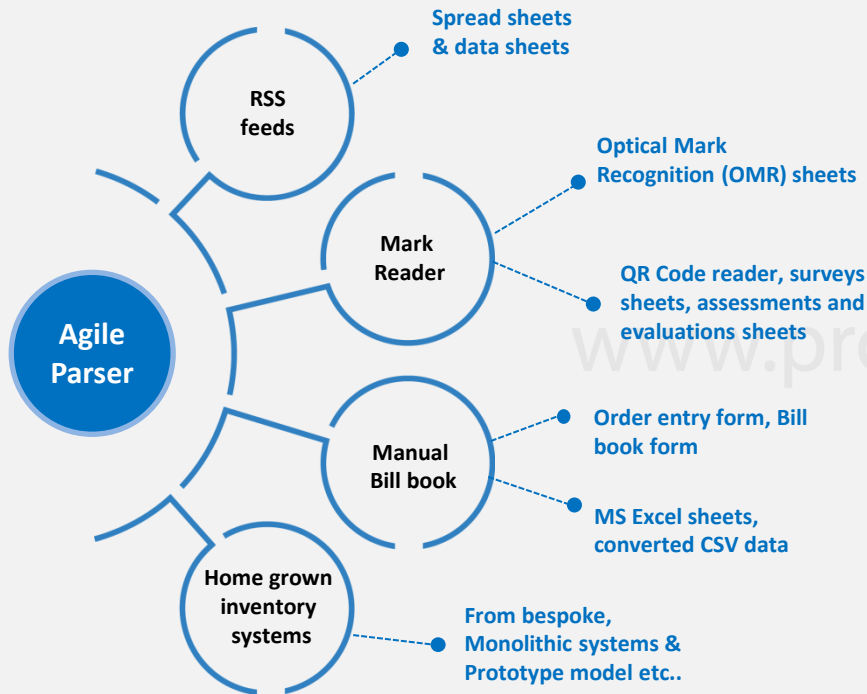 Spread sheets
& data sheets
RSS
feeds
Optical Mark
Recognition (OMR) sheets
Mark
Reader
QR Code reader, surveys
sheets, assessments and
evaluations sheets
Agile
Parser
www.pr
Order entry form, Bill
book form
Manual
Bill book
MS Excel sheets,
converted CSV data
Home grown
inventory
systems
From bespoke,
Monolithic systems &
Prototype model etc..